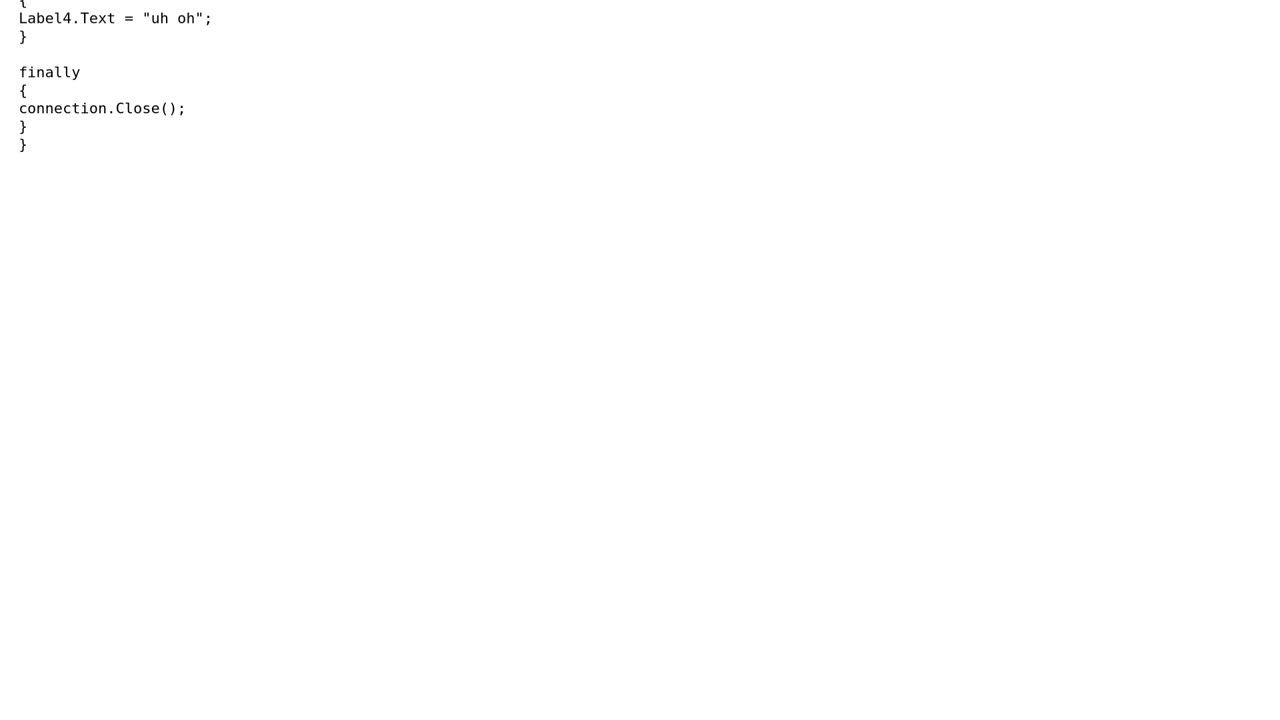 {
Label4.Text = "uh oh";
}

finally
{
connection.Close();
}
}